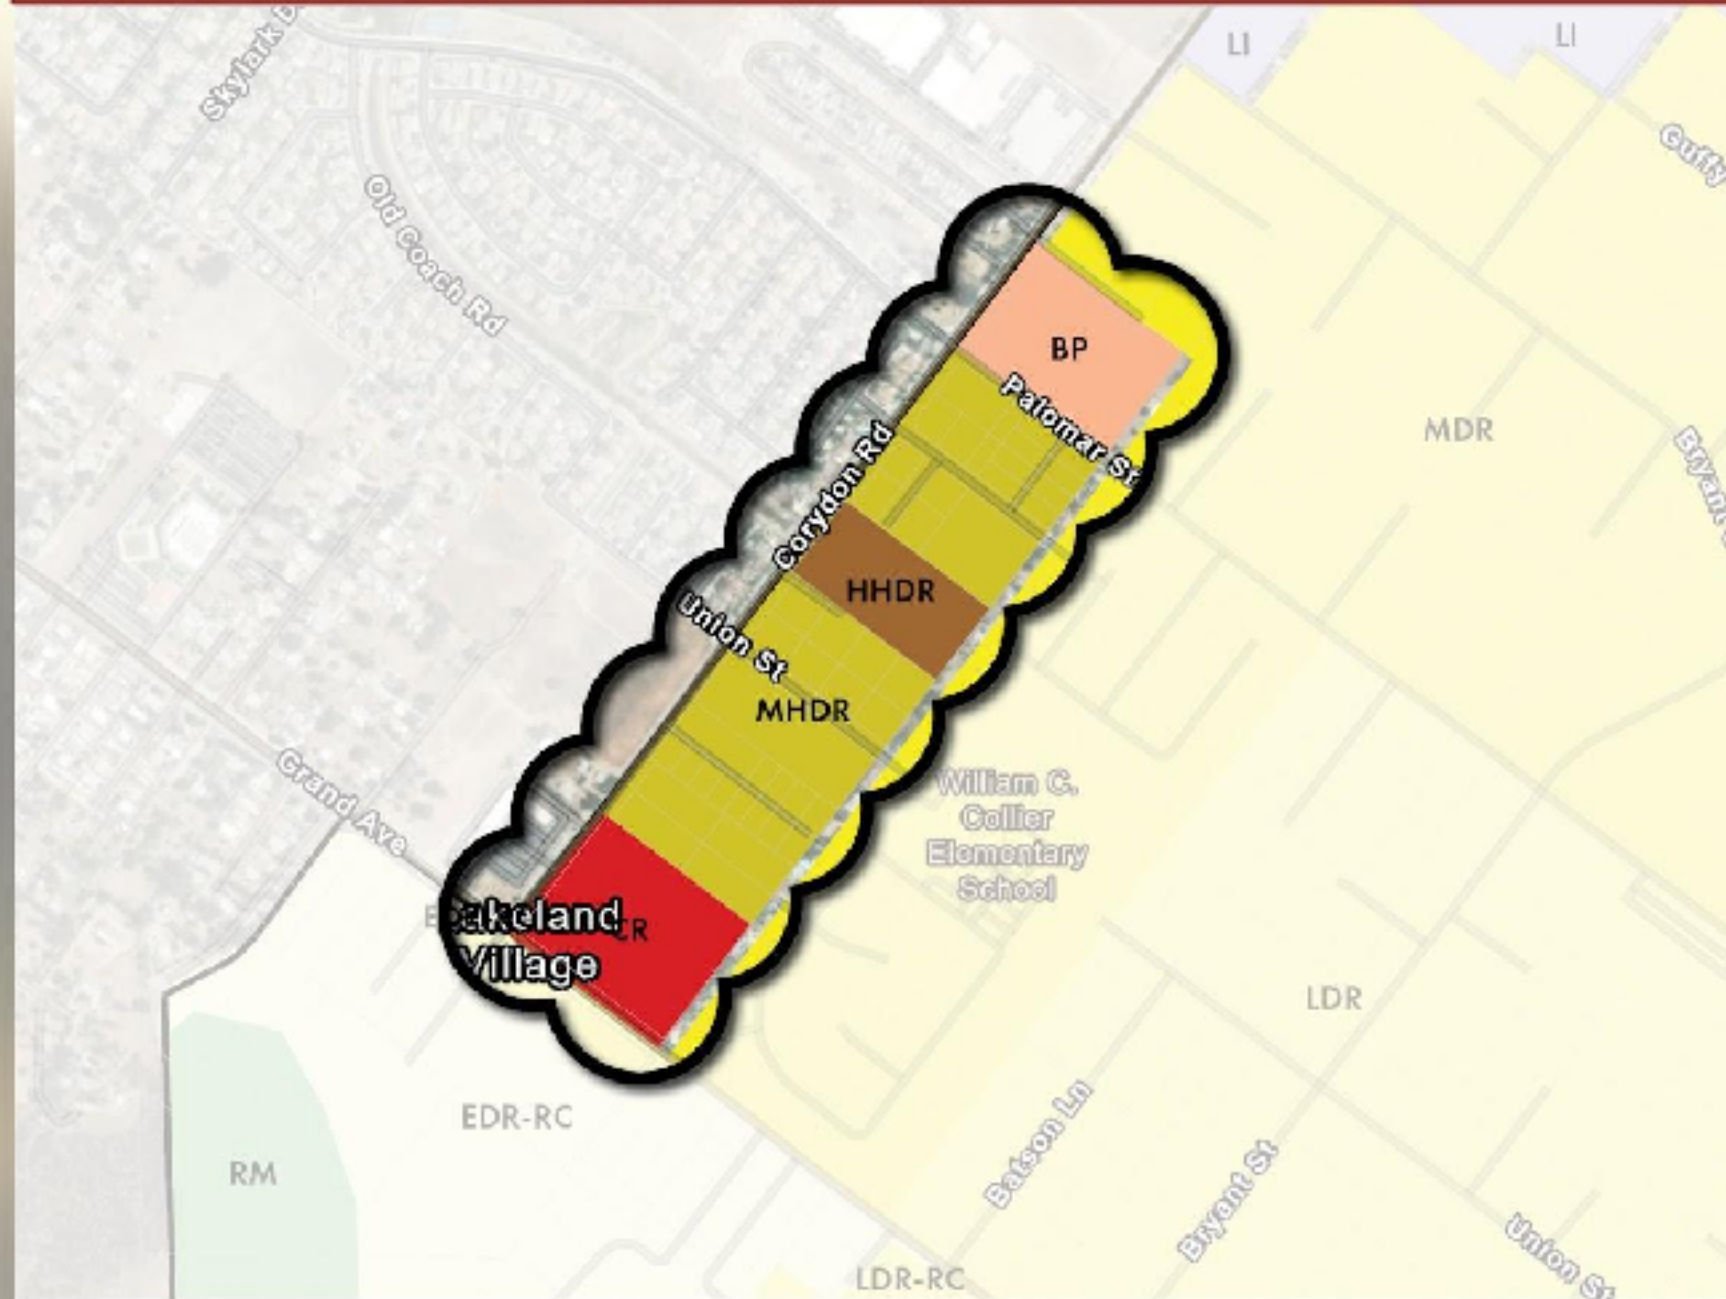 Skylark D
LI
LI
Guffy
Old Coach Rd
BP
Palomar St
MDR
Bryant
Corydon Rd
HHDR
Union St
MHDR
Grand Ave
William C.
Collier
Elementary
School
akeland
Village
CR
LDR
EDR-RC
RM
Batson Ln
Bryant St
Union St
LDR-RC